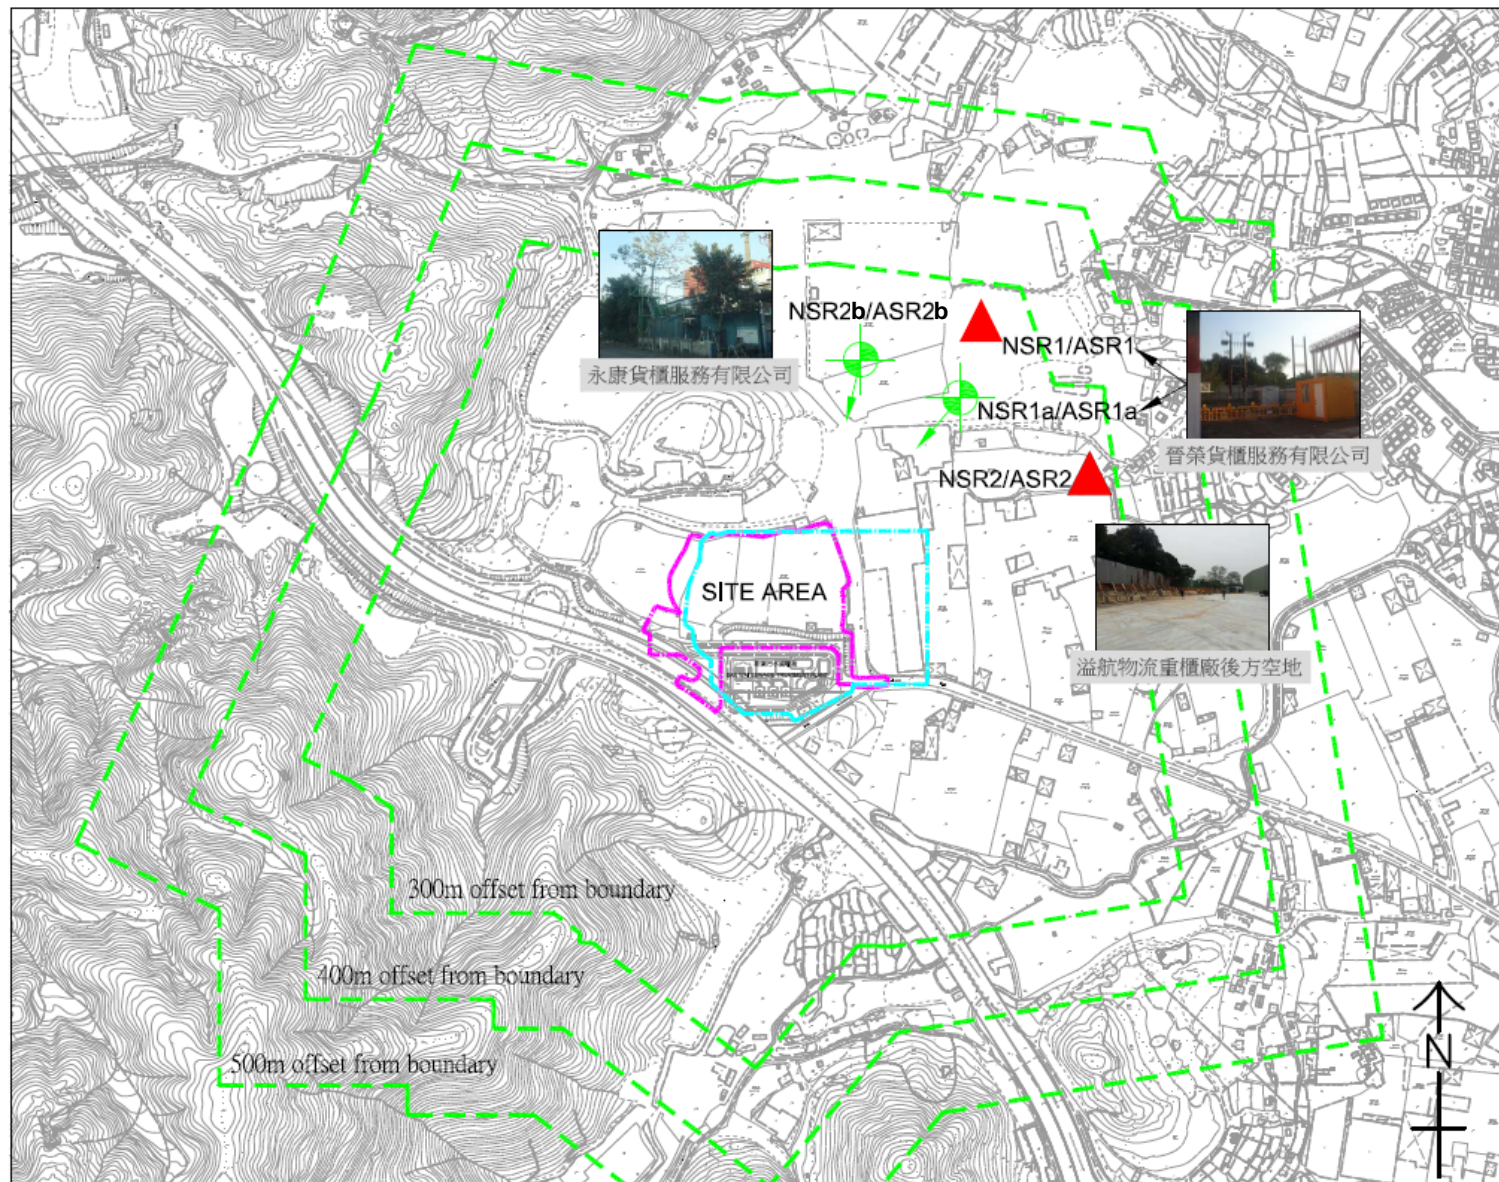 NSR2b/ASR2b
NSR1/ASR1
永康貨櫃服務有限公司
NSR1a/ASR1a
晉榮貨櫃服務有限公司
NSR2/ASR2
SITE AREA
溢航物流重櫃廠後方空地
300m offset from boundary
400m offset from boundary
500m offset from boundary
N